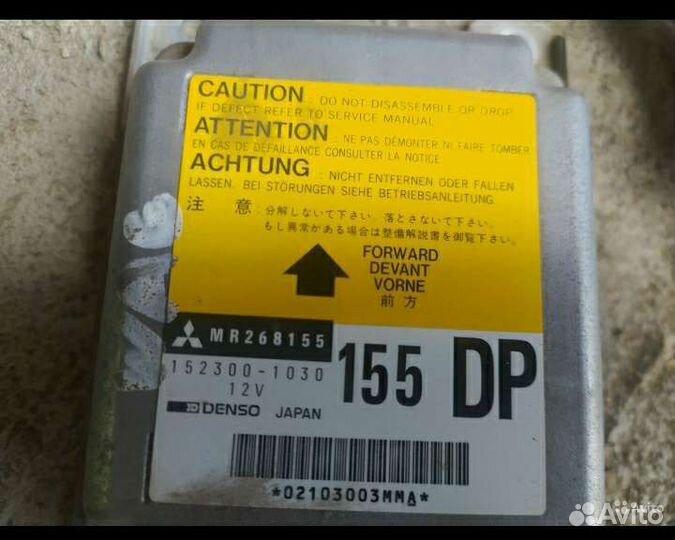 CAUTION : DO NOT DISASSEMBLE OR DROP
IF DEFECT REFER TO SERVICE MANUAL
ATTENTION : NE PAS DÉMONTER NI FAIRE TOMBER
EN CAS DE DÉFAILLANCE CONSULTER LA NOTICE
ACHTUNG : NICHT ENTFERNEN ODER FALLEN
LASSEN. BEI STÖRUNGEN SIEHE BETRIEBSANLEITUNG
注 意 : 分解しないで下さい。落とさないで下さい。
もし異常がある場合は整備解説書を御覧下さい。
FORWARD
DEVANT
VORNE
前方
MR268155
152300-1030
12V
155 DP
DENSO JAPAN
*02103003MMA*
Avito
Avito